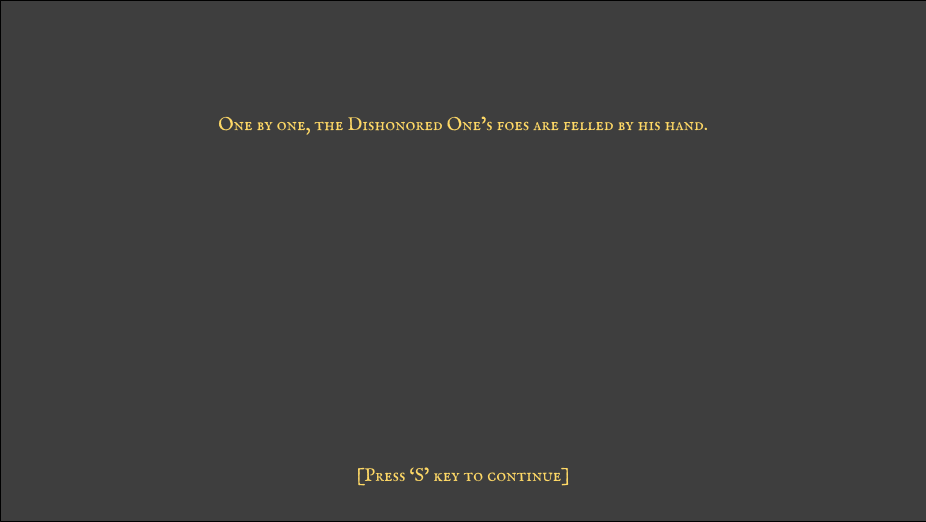 One by one, the Dishonored One’s foes are felled by his hand.
[Press ‘S’ key to continue]